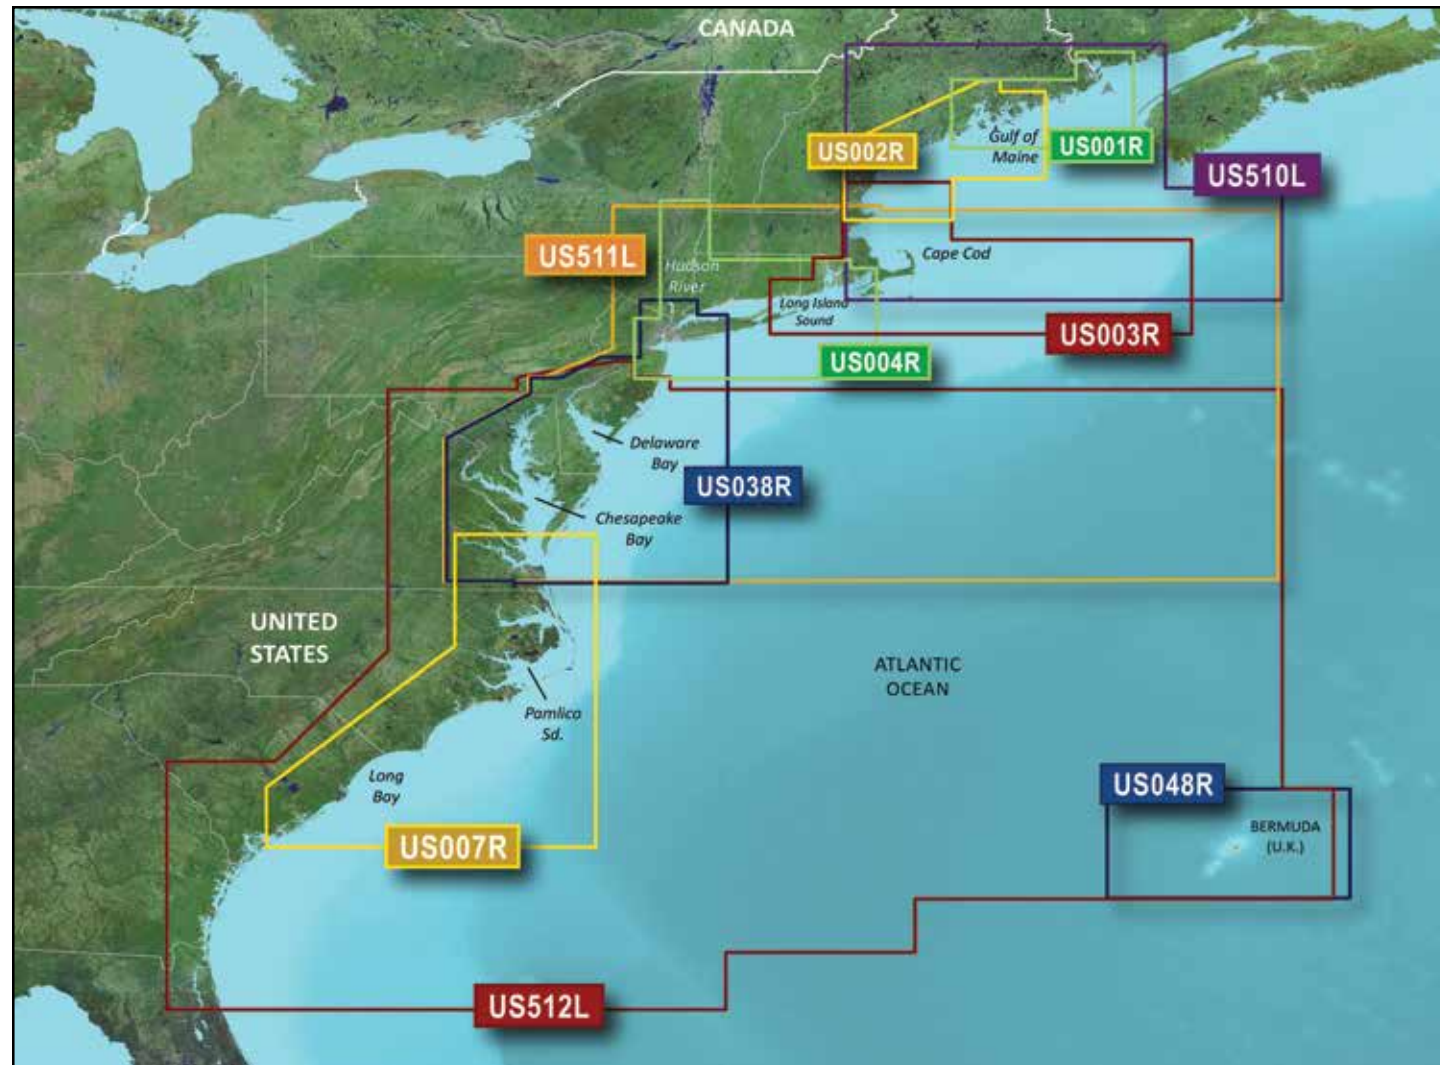 CANADA
US002R
Gulf of
Maine
US001R
US510L
US511L
Hudson
River
Cape Cod
Long Island
Sound
US003R
US004R
Delaware
Bay
US038R
Chesapeake
Bay
UNITED
STATES
ATLANTIC
OCEAN
Pamlico
Sd.
Long
Bay
US048R
BERMUDA
(U.K.)
US007R
US512L